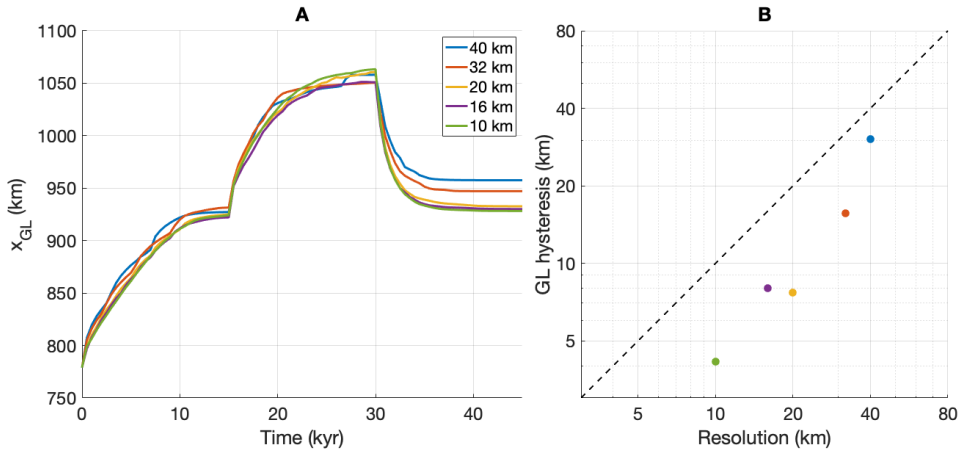 A
1100
1050
1000
950
900
850
800
750
x_GL (km)
0
10
20
30
40
Time (kyr)
40 km
32 km
20 km
16 km
10 km
B
80
40
20
10
5
GL hysteresis (km)
5
10
20
40
80
Resolution (km)